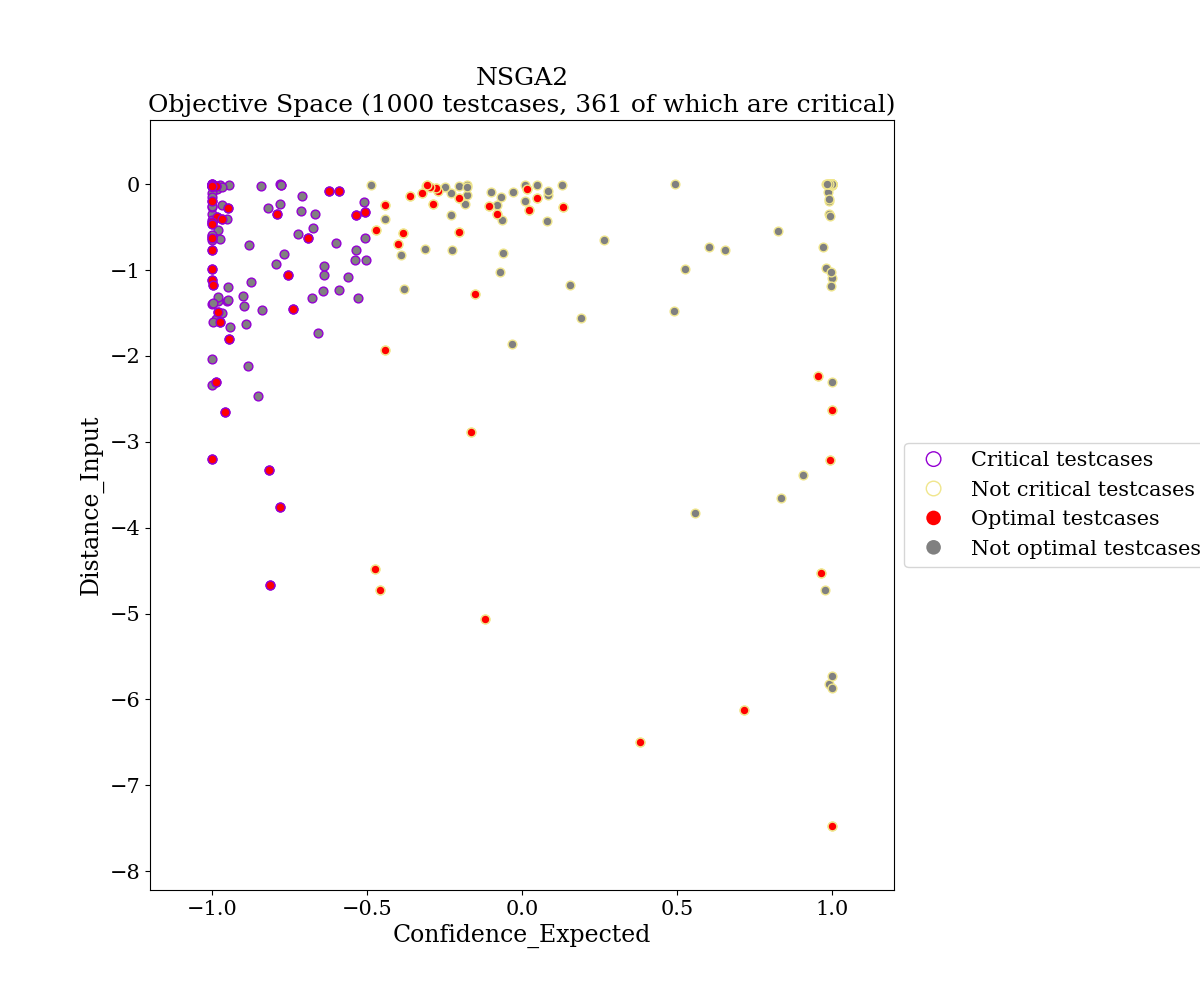 NSGA2
Objective Space (1000 testcases, 361 of which are critical)
0
−1
−2
−3
−4
−5
−6
−7
−8
Distance_Input
−1.0
−0.5
0.0
0.5
1.0
Confidence_Expected
Critical testcases
Not critical testcases
Optimal testcases
Not optimal testcases